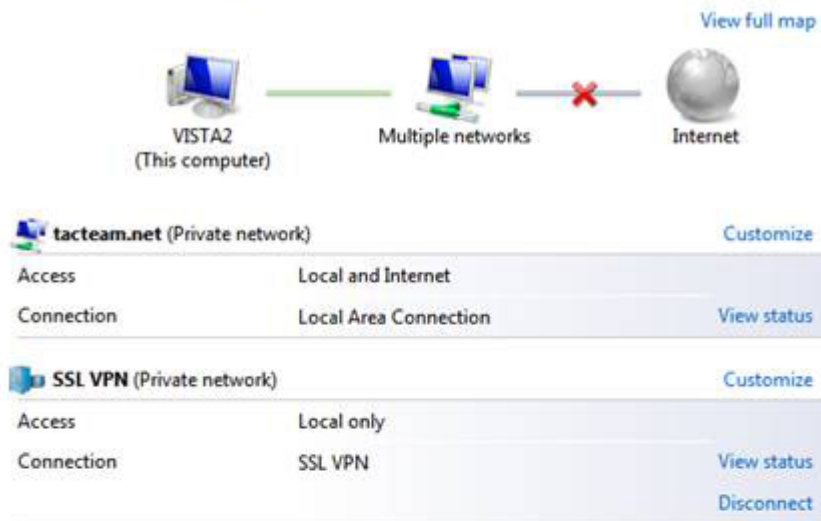 View full map
VISTA2
(This computer)
Multiple networks
Internet
tacteam.net (Private network)
Customize
Access
Local and Internet
Connection
Local Area Connection
View status
SSL VPN (Private network)
Customize
Access
Local only
Connection
SSL VPN
View status
Disconnect